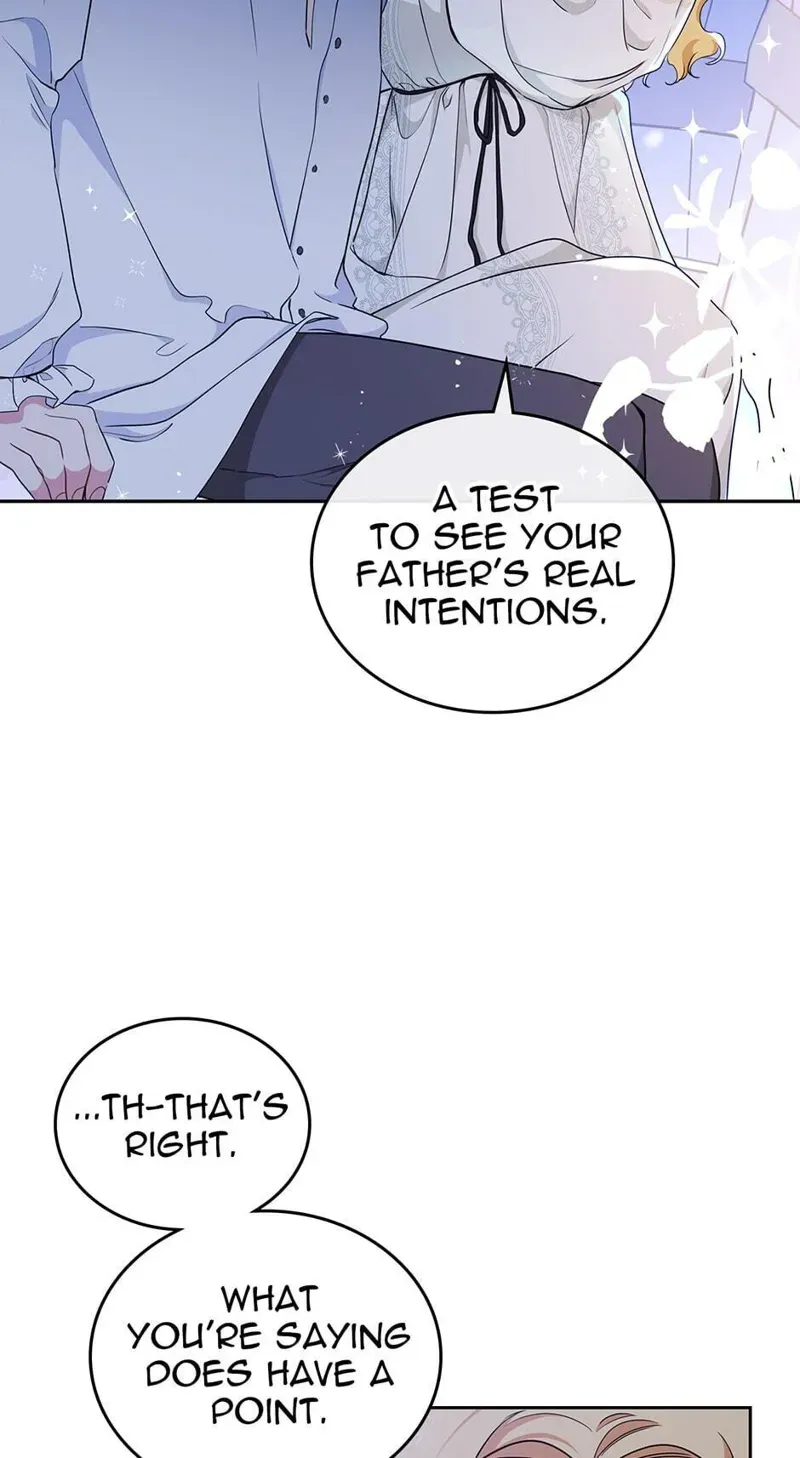 A TEST
TO SEE YOUR
FATHER'S REAL
INTENTIONS.
...TH-THAT'S
RIGHT.
WHAT
YOU'RE SAYING
DOES HAVE A
POINT.